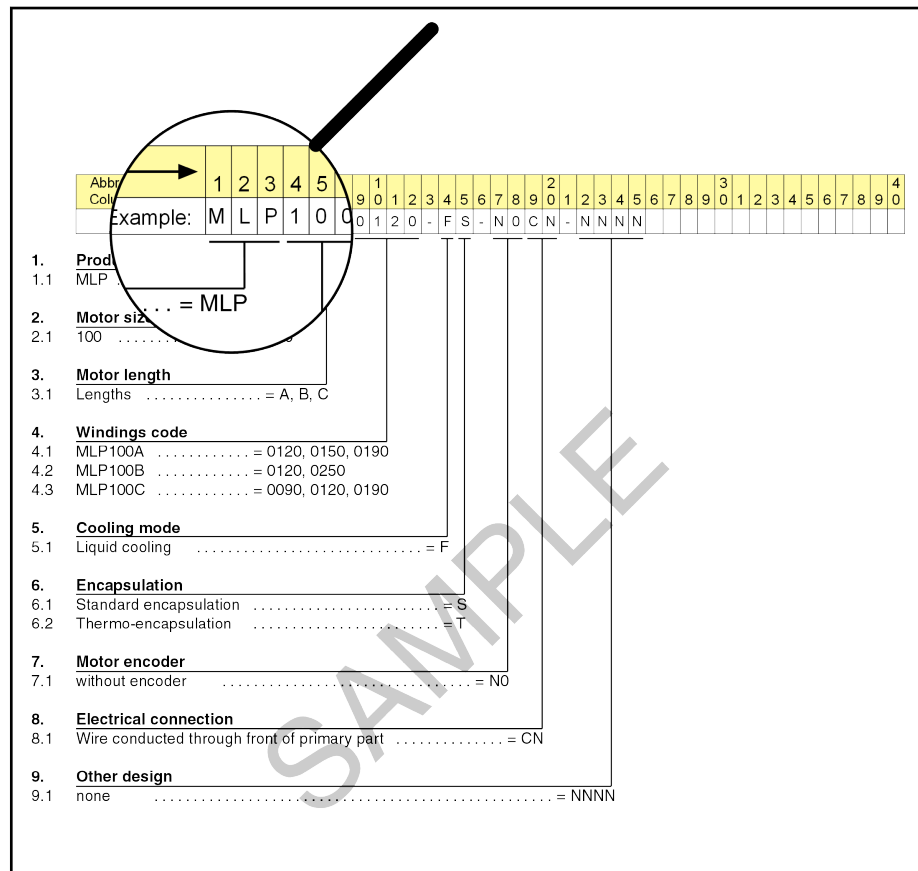 Abbr
Colu
1 2 3 4 5 9 1 0 1 2 3 4 5 6 7 8 9 2 0 1 2 3 4 5 6 7 8 9 3 0 1 2 3 4 5 6 7 8 9 4 0
Example: M L P 1 0 0 0 1 2 0 - F S - N 0 C N - N N N N
1. Produ
1.1 MLP .
. . . = MLP
2. Motor size
2.1 100 . . . . . . . . .
3. Motor length
3.1 Lengths . . . . . . . . . . . . . . . = A, B, C
4. Windings code
4.1 MLP100A . . . . . . . . . . . . = 0120, 0150, 0190
4.2 MLP100B . . . . . . . . . . . . = 0120, 0250
4.3 MLP100C . . . . . . . . . . . . = 0090, 0120, 0190
5. Cooling mode
5.1 Liquid cooling . . . . . . . . . . . . . . . . . . . . . . . . . . . . . = F
6. Encapsulation
6.1 Standard encapsulation . . . . . . . . . . . . . . . . . . . . . . . . = S
6.2 Thermo-encapsulation . . . . . . . . . . . . . . . . . . . . . . . . = T
7. Motor encoder
7.1 without encoder . . . . . . . . . . . . . . . . . . . . . . . . . . . . . . . . = N0
8. Electrical connection
8.1 Wire conducted through front of primary part . . . . . . . . . . . . . . = CN
9. Other design
9.1 none . . . . . . . . . . . . . . . . . . . . . . . . . . . . . . . . . . . . . . . . . . . . . . . . . . . . . = NNNN
SAMPLE